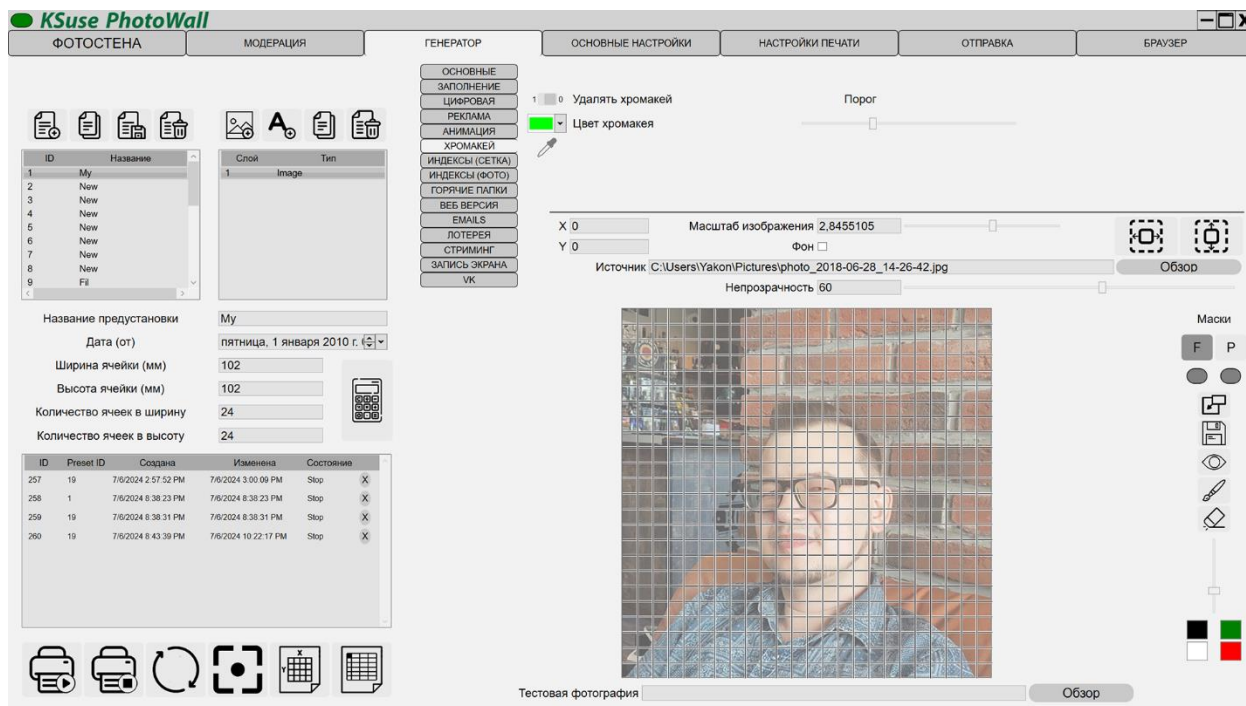 KSuse PhotoWall
ФОТОСТЕНА МОДЕРАЦИЯ ГЕНЕРАТОР ОСНОВНЫЕ НАСТРОЙКИ НАСТРОЙКИ ПЕЧАТИ ОТПРАВКА БРАУЗЕР
ОСНОВНЫЕ
ЗАПОЛНЕНИЕ
ЦИФРОВАЯ
РЕКЛАМА
АНИМАЦИЯ
ХРОМАКЕЙ
ИНДЕКСЫ (СЕТКА)
ИНДЕКСЫ (ФОТО)
ГОРЯЧИЕ ПАПКИ
ВЕБ ВЕРСИЯ
EMAILS
ЛОТЕРЕЯ
СТРИМИНГ
ЗАПИСЬ ЭКРАНА
VK
1 0 Удалять хромакей Порог
Цвет хромакея
ID Название
1 My
2 New
3 New
4 New
5 New
6 New
7 New
8 New
9 Fil
Слой Тип
1 Image
X 0 Масштаб изображения 2,8455105
Y 0 Фон
Источник C:\Users\Yakon\Pictures\photo_2018-06-28_14-26-42.jpg Обзор
Непрозрачность 60
Название предустановки My
Дата (от) пятница, 1 января 2010 г.
Ширина ячейки (мм) 102
Высота ячейки (мм) 102
Количество ячеек в ширину 24
Количество ячеек в высоту 24
ID Preset ID Создана Изменена Состояние
257 19 7/6/2024 2:57:52 PM 7/6/2024 3:00:09 PM Stop X
258 1 7/6/2024 8:38:23 PM 7/6/2024 8:38:23 PM Stop X
259 19 7/6/2024 8:38:31 PM 7/6/2024 8:38:31 PM Stop X
260 19 7/6/2024 8:43:39 PM 7/6/2024 10:22:17 PM Stop X
Маски
F P
X
Y
Тестовая фотография Обзор